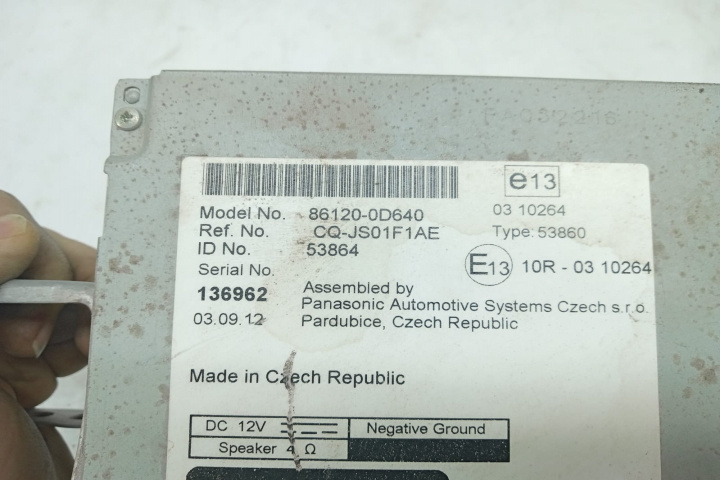 e13
Model No. 86120-0D640
03 10264
Ref. No. CQ-JS01F1AE
Type: 53860
ID No. 53864
E13 10R - 03 10264
Serial No.
136962
Assembled by
Panasonic Automotive Systems Czech s.r.o.
03.09.12
Pardubice, Czech Republic
Made in Czech Republic
DC 12V
Negative Ground
Speaker 4 Ω